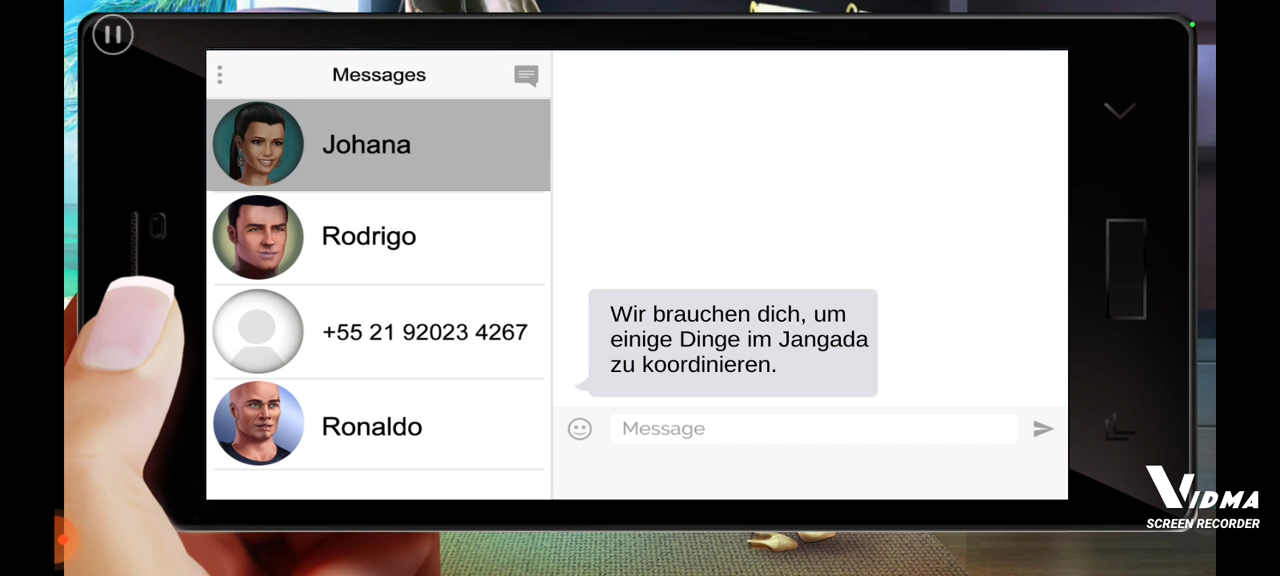 Messages
Johana
Rodrigo
+55 21 92023 4267
Ronaldo
Wir brauchen dich, um
einige Dinge im Jangada
zu koordinieren.
Message
VIDMA
SCREEN RECORDER